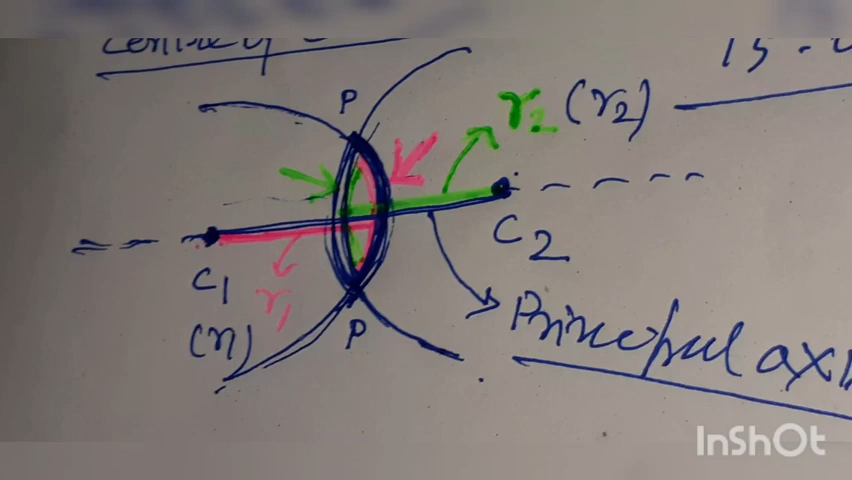 P
r2 (r2)
C2
C1
r1
(r1)
P
Principal axi
InShOt